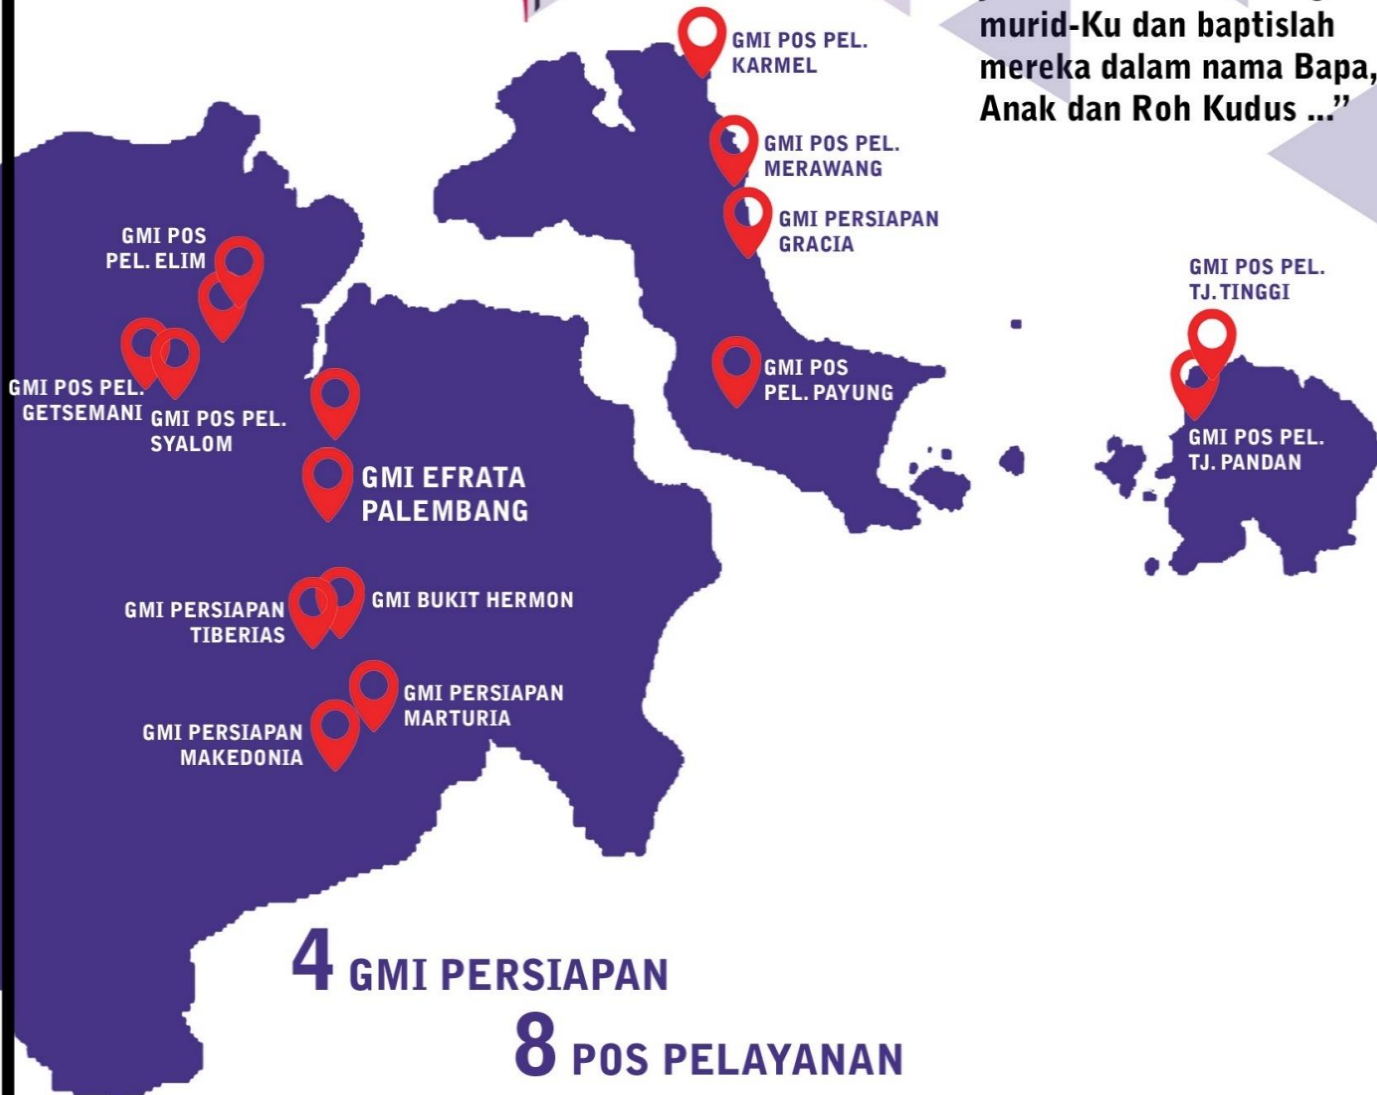 murid-Ku dan baptislah
mereka dalam nama Bapa,
Anak dan Roh Kudus ...”
GMI POS PEL.
KARMEL
GMI POS PEL.
MERAWANG
GMI PERSIAPAN
GRACIA
GMI POS
PEL. ELIM
GMI POS PEL.
TJ. TINGGI
GMI POS PEL.
GETSEMANI
GMI POS PEL.
SYALOM
GMI POS
PEL. PAYUNG
GMI POS PEL.
TJ. PANDAN
GMI EFRATA
PALEMBANG
GMI PERSIAPAN
TIBERIAS
GMI BUKIT HERMON
GMI PERSIAPAN
MARTURIA
GMI PERSIAPAN
MAKEDONIA
4 GMI PERSIAPAN
8 POS PELAYANAN